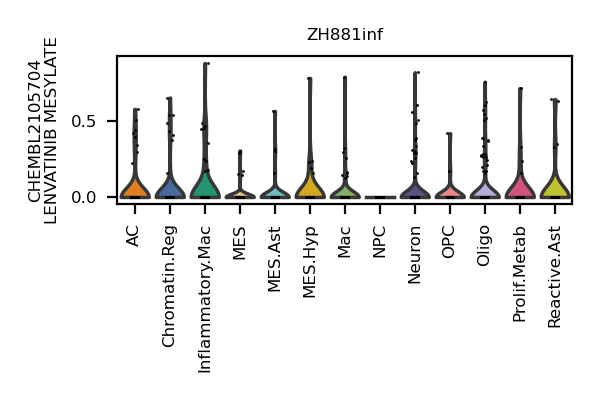 ZH881inf
CHEMBL2105704
LENVATINIB MESYLATE
0.5
0.0
AC
Chromatin.Reg
Inflammatory.Mac
MES
MES.Ast
MES.Hyp
Mac
NPC
Neuron
OPC
Oligo
Prolif.Metab
Reactive.Ast